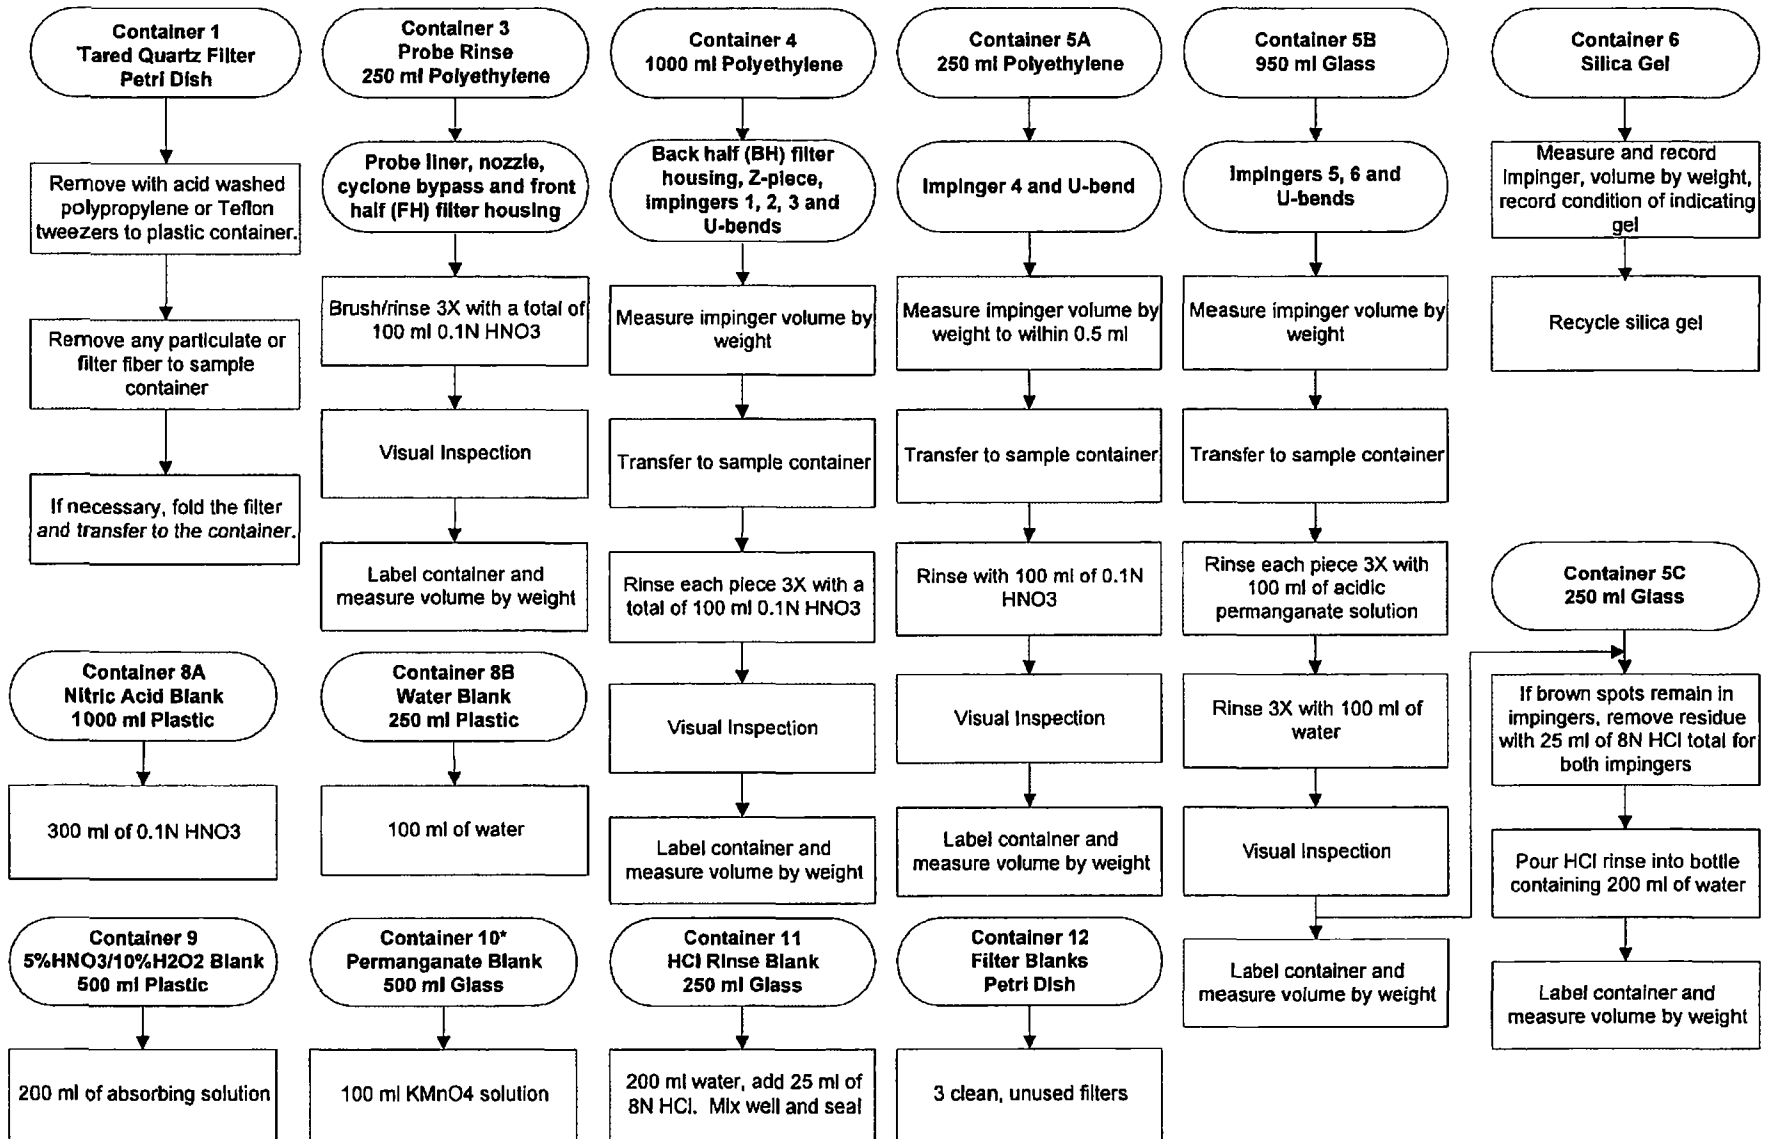 Container 1
Tared Quartz Filter
Petri Dish
Remove with acid washed
polypropylene or Teflon
tweezers to plastic container.
Remove any particulate or
filter fiber to sample
container
If necessary, fold the filter
and transfer to the container.
Container 3
Probe Rinse
250 ml Polyethylene
Probe liner, nozzle,
cyclone bypass and front
half (FH) filter housing
Brush/rinse 3X with a total of
100 ml 0.1N HNO3
Visual Inspection
Label container and
measure volume by weight
Container 4
1000 ml Polyethylene
Back half (BH) filter
housing, Z-piece,
impingers 1, 2, 3 and
U-bends
Measure impinger volume by
weight
Transfer to sample container
Rinse each piece 3X with a
total of 100 ml 0.1N HNO3
Visual Inspection
Label container and
measure volume by weight
Container 5A
250 ml Polyethylene
Impinger 4 and U-bend
Measure impinger volume by
weight to within 0.5 ml
Transfer to sample container
Rinse with 100 ml of 0.1N
HNO3
Visual Inspection
Label container and
measure volume by weight
Container 5B
950 ml Glass
Impingers 5, 6 and
U-bends
Measure impinger volume by
weight
Transfer to sample container
Rinse each piece 3X with
100 ml of acidic
permanganate solution
Rinse 3X with 100 ml of
water
Visual Inspection
Label container and
measure volume by weight
Container 6
Silica Gel
Measure and record
impinger, volume by weight,
record condition of indicating
gel
Recycle silica gel
Container 5C
250 ml Glass
If brown spots remain in
impingers, remove residue
with 25 ml of 8N HCl total for
both impingers
Pour HCl rinse into bottle
containing 200 ml of water
Label container and
measure volume by weight
Container 8A
Nitric Acid Blank
1000 ml Plastic
300 ml of 0.1N HNO3
Container 8B
Water Blank
250 ml Plastic
100 ml of water
Container 9
5%HNO3/10%H2O2 Blank
500 ml Plastic
200 ml of absorbing solution
Container 10*
Permanganate Blank
500 ml Glass
100 ml KMnO4 solution
Container 11
HCl Rinse Blank
250 ml Glass
200 ml water, add 25 ml of
8N HCl. Mix well and seal
Container 12
Filter Blanks
Petri Dish
3 clean, unused filters